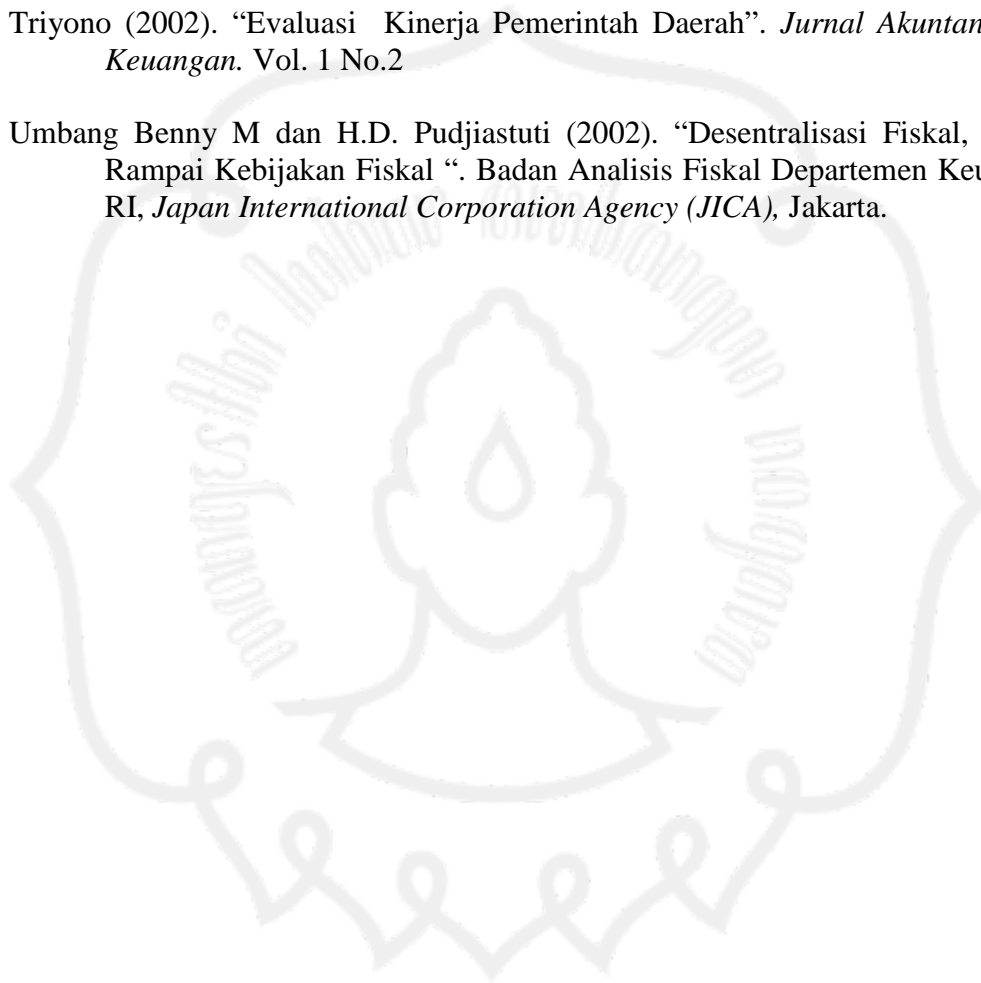 Triyono (2002). “Evaluasi Kinerja Pemerintah Daerah”. Jurnal Akuntan
Keuangan. Vol. 1 No.2
Umbang Benny M dan H.D. Pudjiastuti (2002). “Desentralisasi Fiskal,
Rampai Kebijakan Fiskal “. Badan Analisis Fiskal Departemen Keu
RI, Japan International Corporation Agency (JICA), Jakarta.